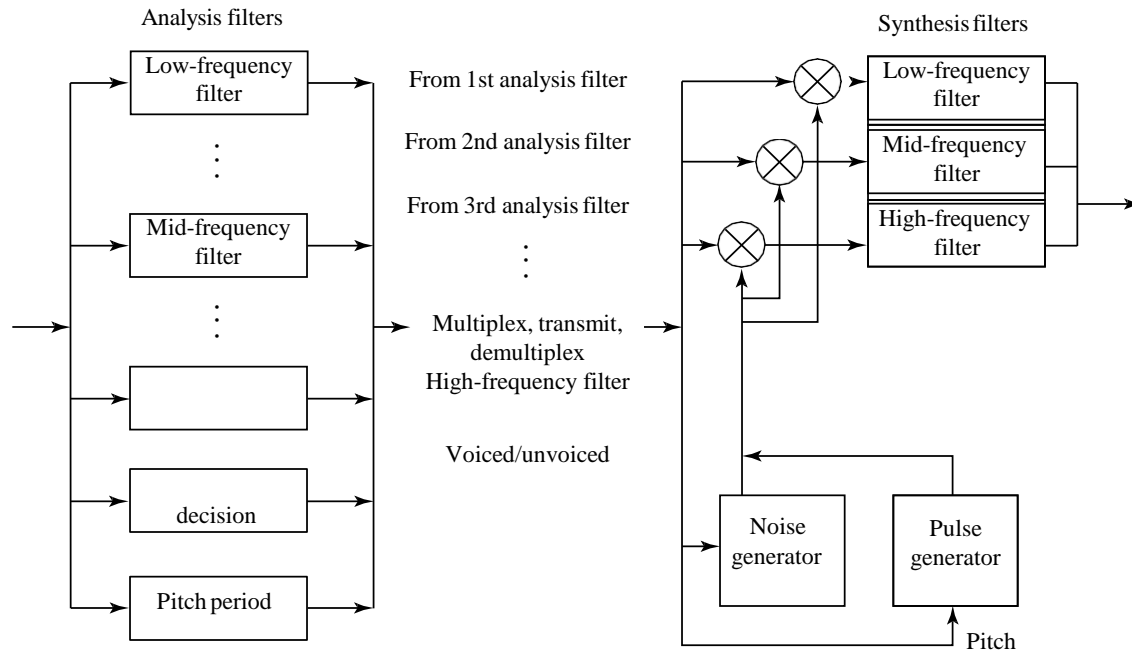 Analysis filters
Low-frequency
filter
Mid-frequency
filter
decision
Pitch period
From 1st analysis filter
From 2nd analysis filter
From 3rd analysis filter
Multiplex, transmit,
demultiplex
High-frequency filter
Voiced/unvoiced
Synthesis filters
Low-frequency
filter
Mid-frequency
filter
High-frequency
filter
Noise
generator
Pulse
generator
Pitch